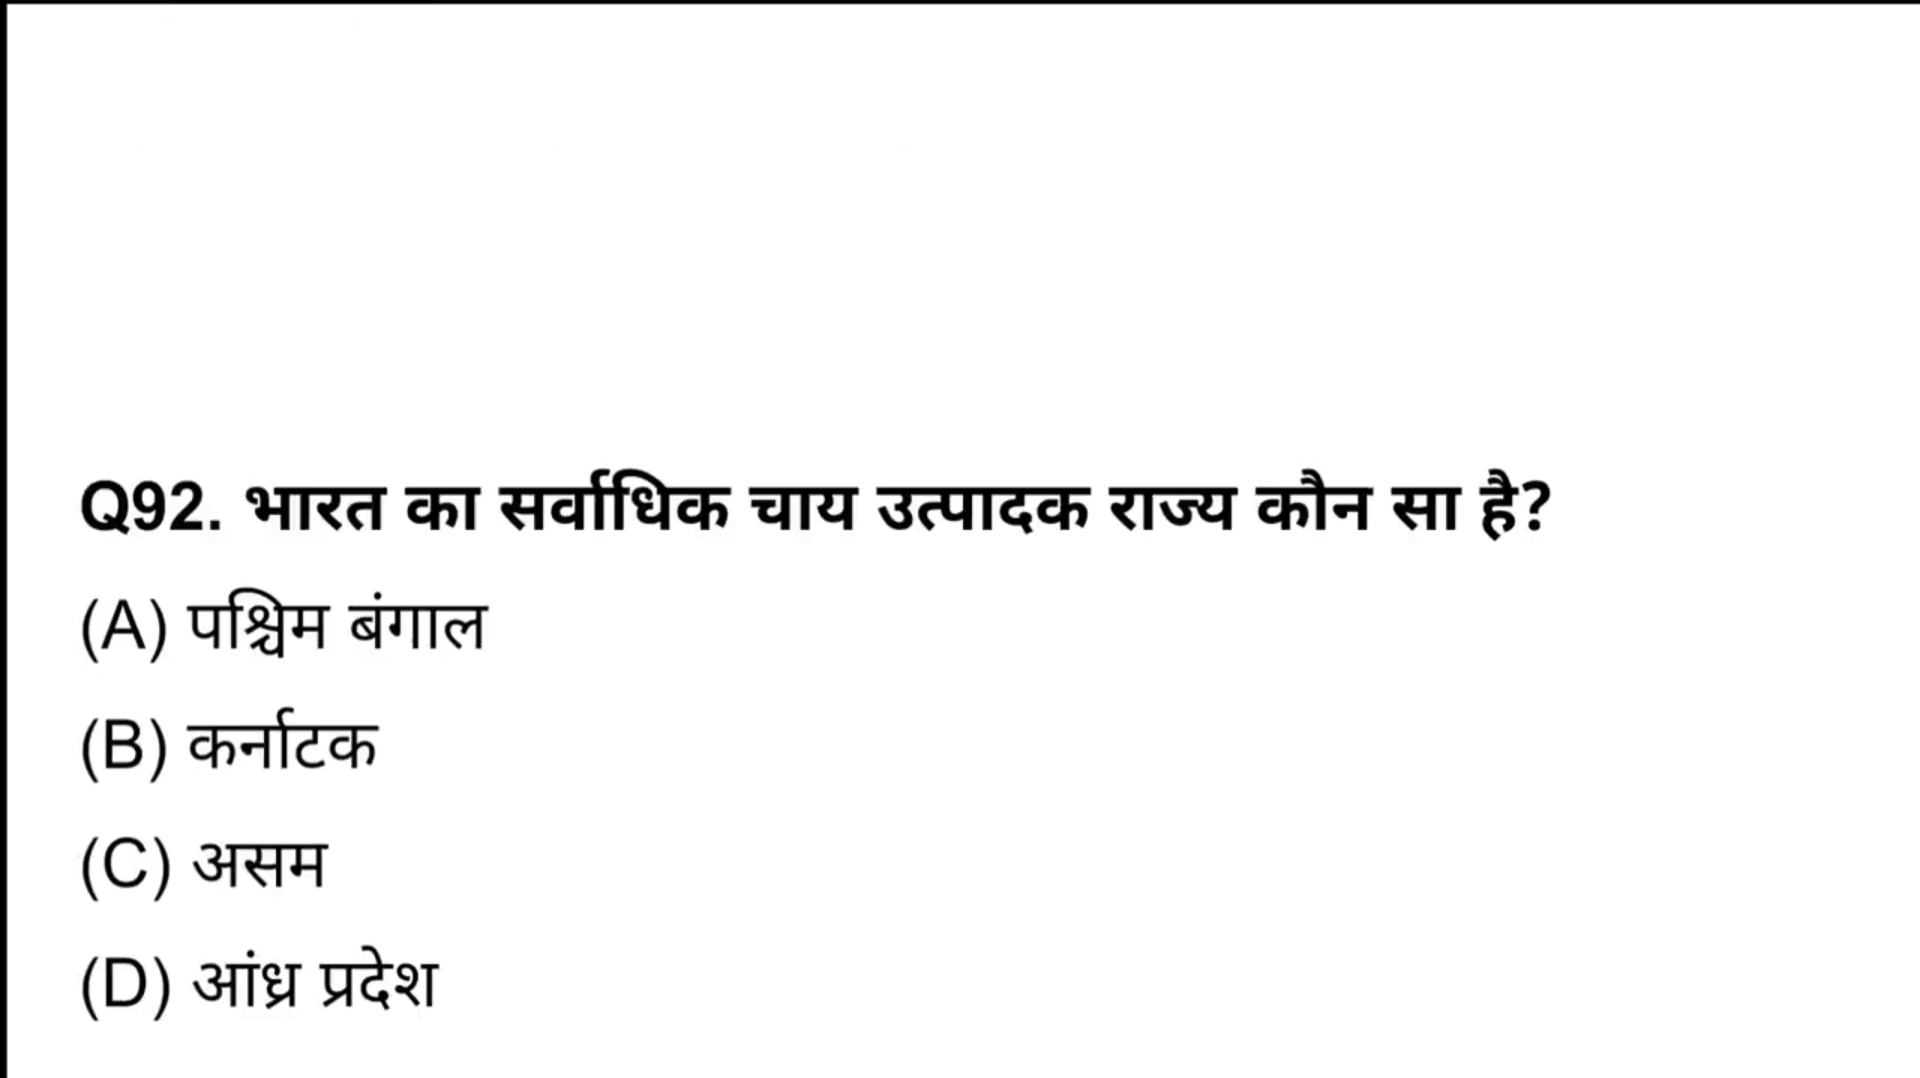 Q92. भारत का सर्वाधिक चाय उत्पादक राज्य कौन सा है?
(A) पश्चिम बंगाल
(B) कर्नाटक
(C) असम
(D) आंध्र प्रदेश